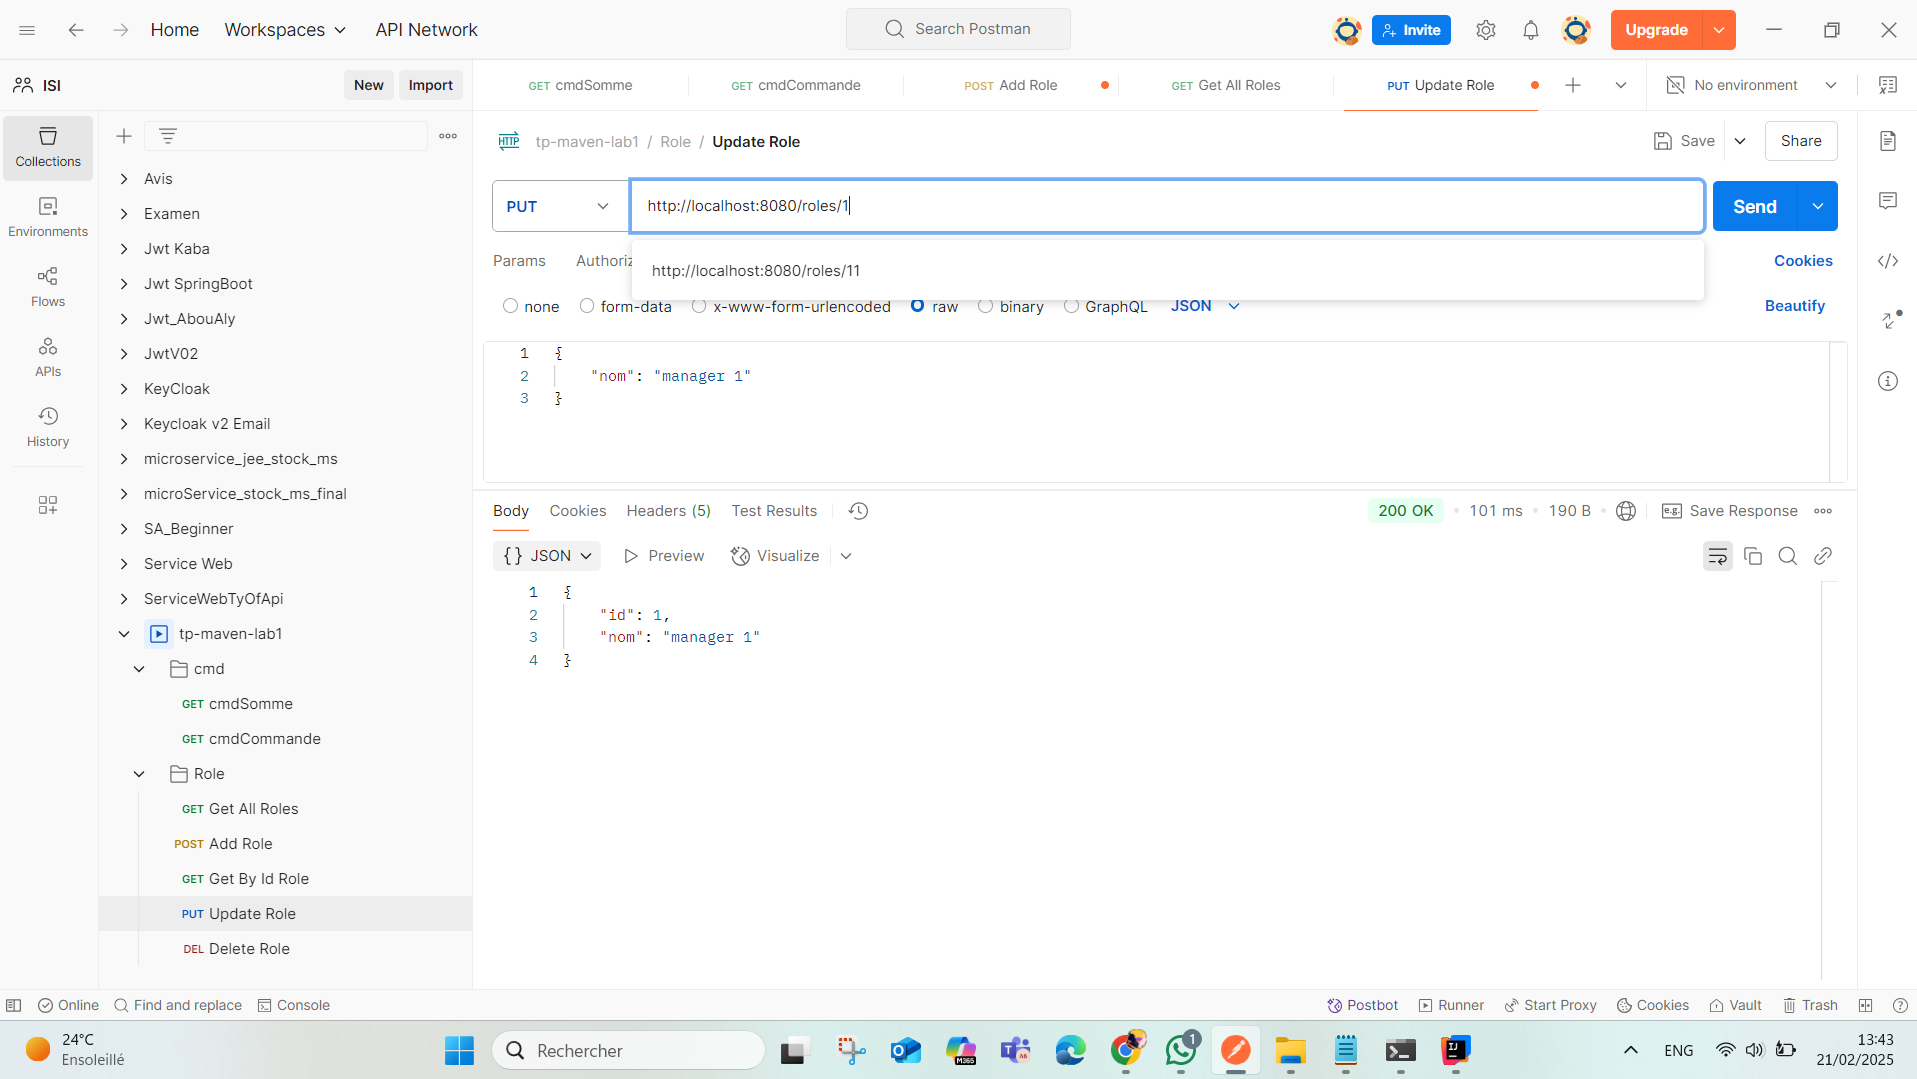 Home Workspaces API Network Search Postman Invite Upgrade
ISI New Import
GET cmdSomme GET cmdCommande POST Add Role GET Get All Roles PUT Update Role No environment
Collections
Environments
Flows
APIs
History
Avis
Examen
Jwt Kaba
Jwt SpringBoot
Jwt_AbouAly
JwtV02
KeyCloak
Keycloak v2 Email
microservice_jee_stock_ms
microService_stock_ms_final
SA_Beginner
Service Web
ServiceWebTyOfApi
tp-maven-lab1
cmd
GET cmdSomme
GET cmdCommande
Role
GET Get All Roles
POST Add Role
GET Get By Id Role
PUT Update Role
DEL Delete Role
HTTP tp-maven-lab1 / Role / Update Role Save Share
PUT http://localhost:8080/roles/1 Send
Params Authoriz Cookies
http://localhost:8080/roles/11
none form-data x-www-form-urlencoded raw binary GraphQL JSON Beautify
1 {
2 "nom": "manager 1"
3 }
Body Cookies Headers (5) Test Results 200 OK 101 ms 190 B e.g. Save Response
{} JSON Preview Visualize
1 {
2 "id": 1,
3 "nom": "manager 1"
4 }
Online Find and replace Console Postbot Runner Start Proxy Cookies Vault Trash
24°C
Ensoleillé
Rechercher
M365
1
ENG
13:43
21/02/2025